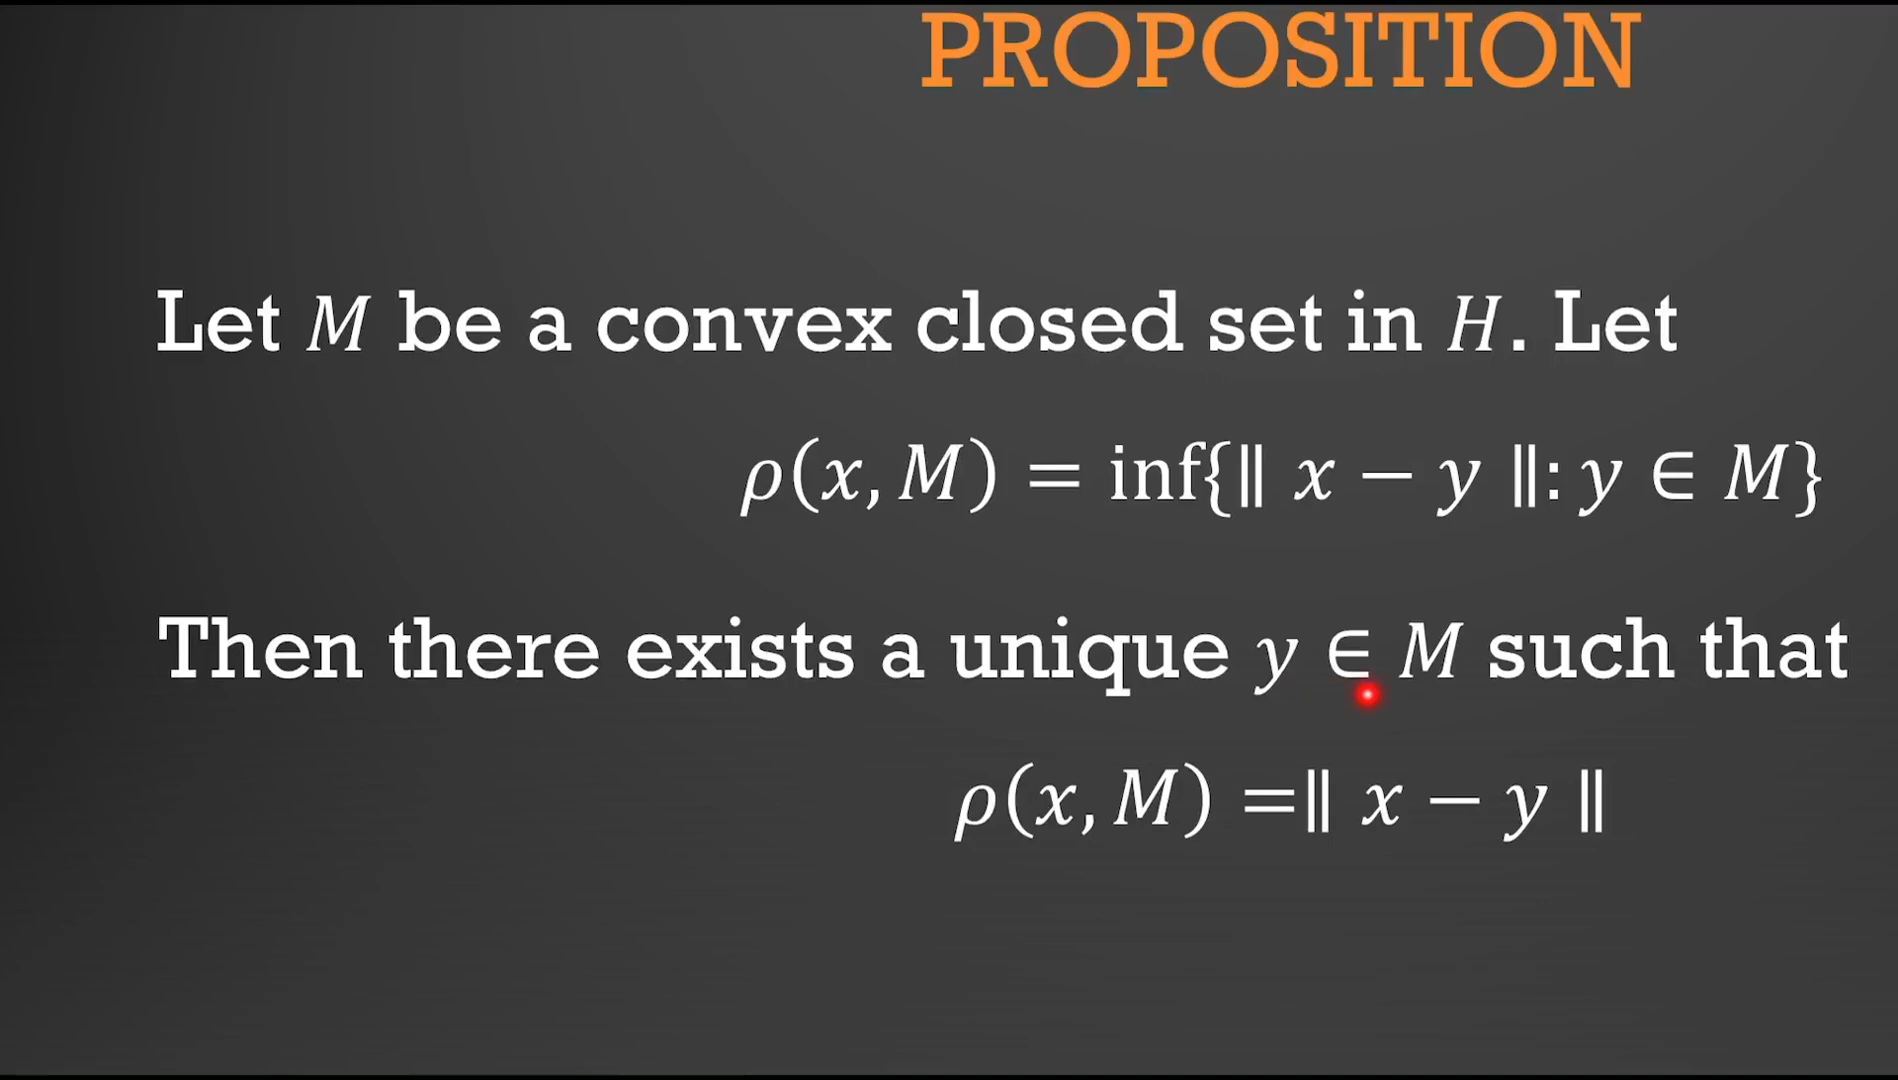 PROPOSITION
Let M be a convex closed set in H. Let
ρ(x, M) = inf{‖ x − y ‖: y ∈ M}
Then there exists a unique y ∈ M such that
ρ(x, M) =‖ x − y ‖